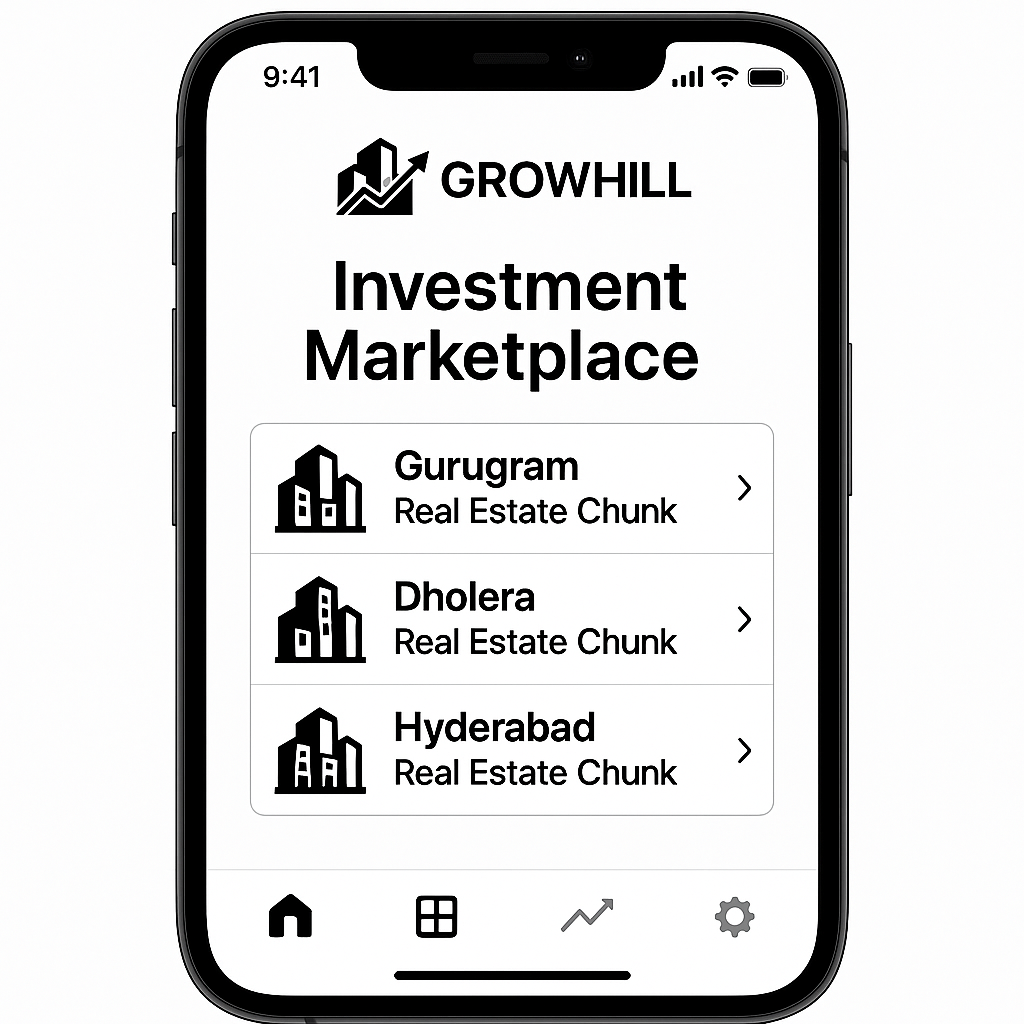 9:41
GROWHILL
Investment
Marketplace
Gurugram
Real Estate Chunk
Dholera
Real Estate Chunk
Hyderabad
Real Estate Chunk